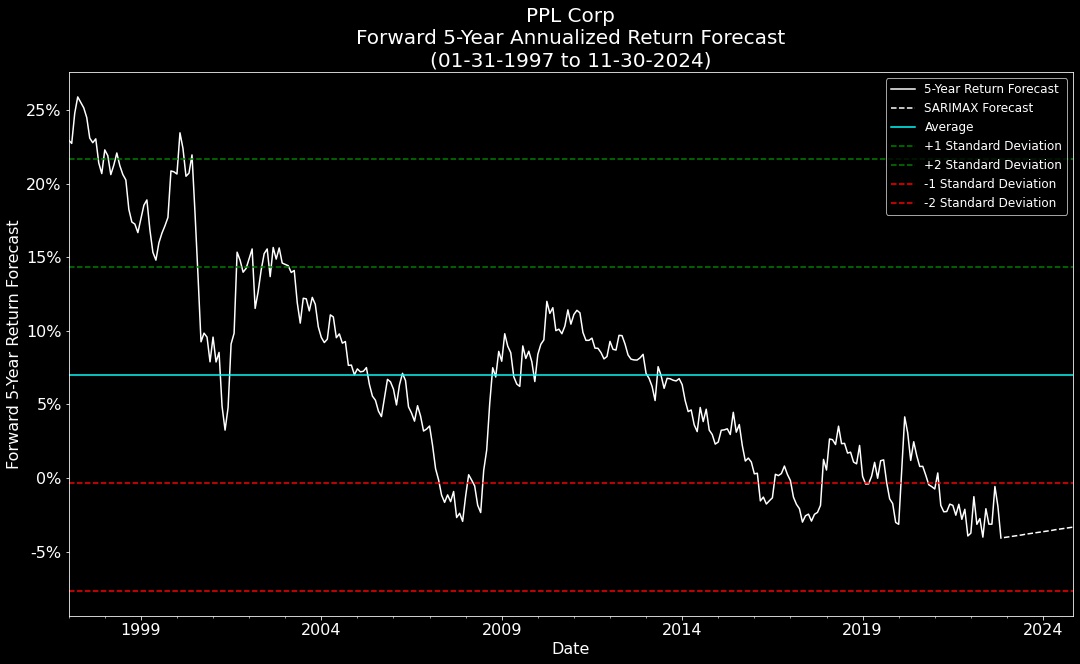 PPL Corp
Forward 5-Year Annualized Return Forecast
(01-31-1997 to 11-30-2024)
5-Year Return Forecast
SARIMAX Forecast
Average
+1 Standard Deviation
+2 Standard Deviation
-1 Standard Deviation
-2 Standard Deviation
Forward 5-Year Return Forecast
25%
20%
15%
10%
5%
0%
-5%
1999 2004 2009 2014 2019 2024
Date